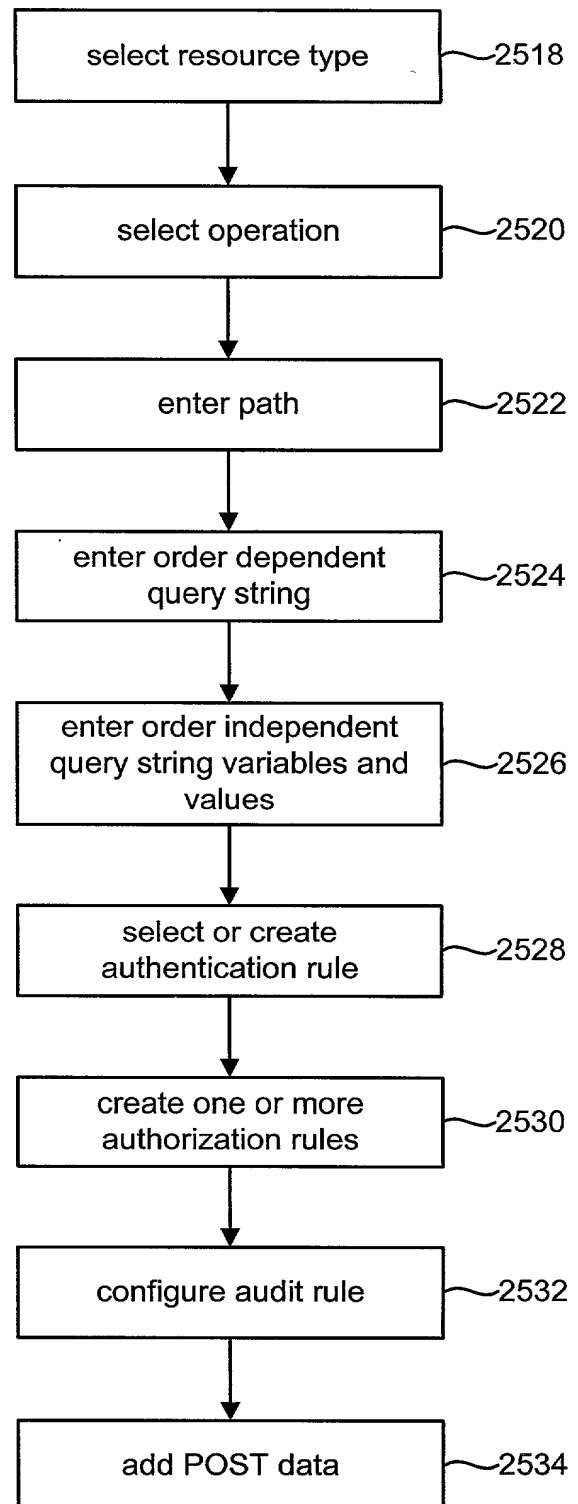 select resource type 2518
select operation 2520
enter path 2522
enter order dependent
query string 2524
enter order independent
query string variables and
values 2526
select or create
authentication rule 2528
create one or more
authorization rules 2530
configure audit rule 2532
add POST data 2534